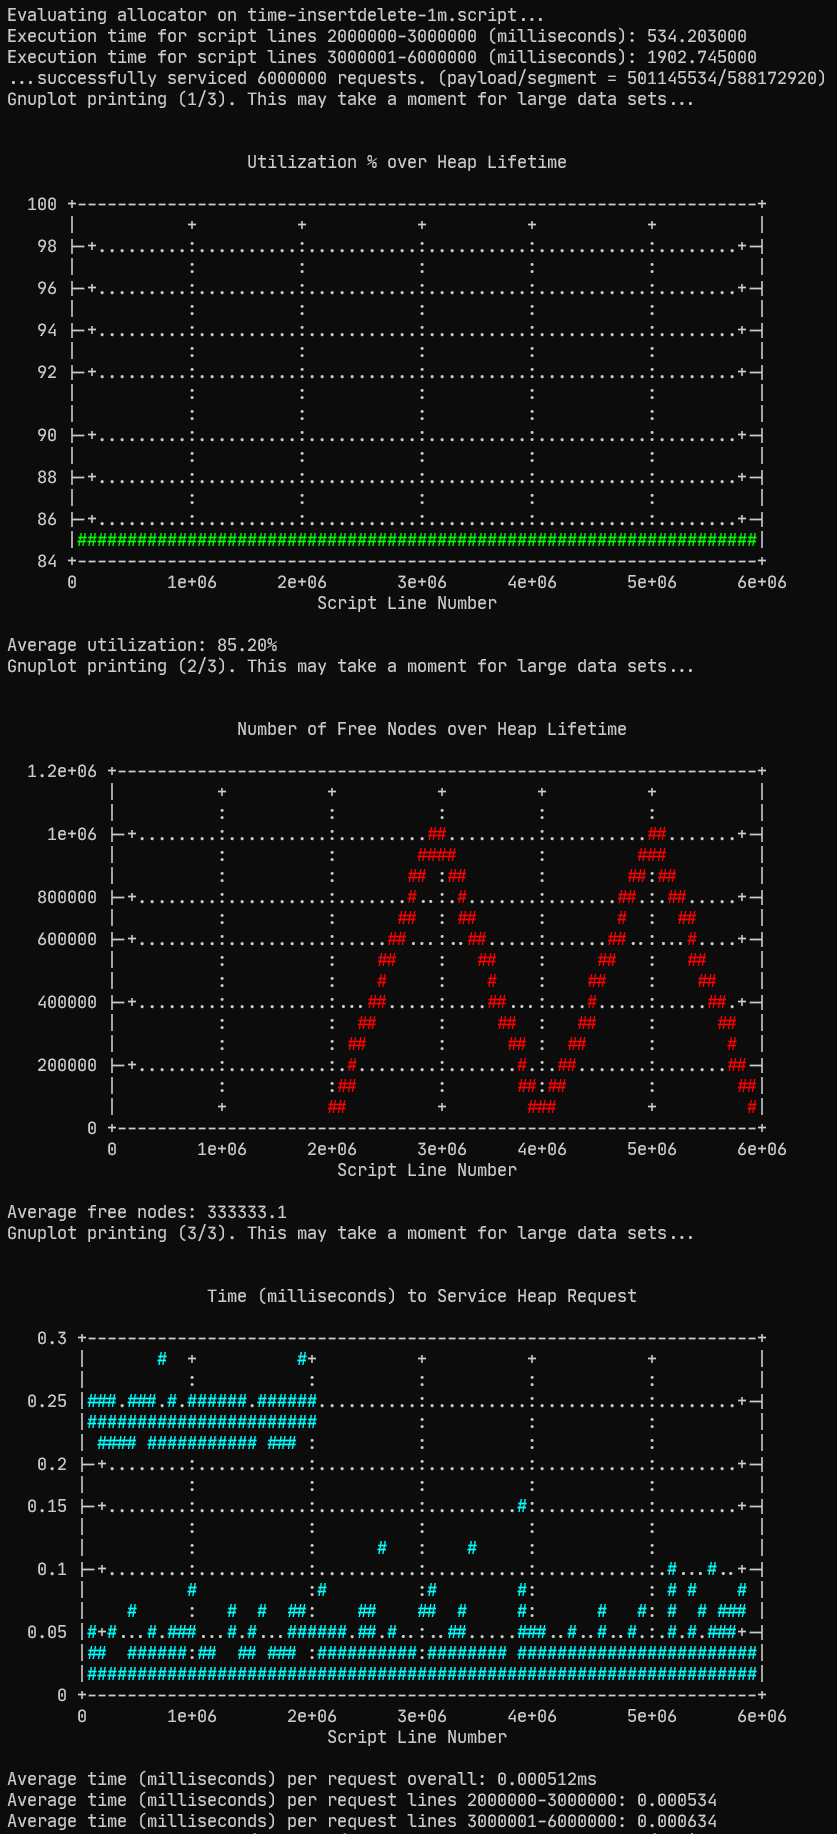 Evaluating allocator on time-insertdelete-1m.script...
Execution time for script lines 2000000-3000000 (milliseconds): 534.203000
Execution time for script lines 3000001-6000000 (milliseconds): 1902.745000
...successfully serviced 6000000 requests. (payload/segment = 501145534/588172920)
Gnuplot printing (1/3). This may take a moment for large data sets...
Utilization % over Heap Lifetime
100
98
96
94
92
90
88
86
84
0 1e+06 2e+06 3e+06 4e+06 5e+06 6e+06
Script Line Number
Average utilization: 85.20%
Gnuplot printing (2/3). This may take a moment for large data sets...
Number of Free Nodes over Heap Lifetime
1.2e+06
1e+06
800000
600000
400000
200000
0
0 1e+06 2e+06 3e+06 4e+06 5e+06 6e+06
Script Line Number
Average free nodes: 333333.1
Gnuplot printing (3/3). This may take a moment for large data sets...
Time (milliseconds) to Service Heap Request
0.3
0.25
0.2
0.15
0.1
0.05
0
0 1e+06 2e+06 3e+06 4e+06 5e+06 6e+06
Script Line Number
Average time (milliseconds) per request overall: 0.000512ms
Average time (milliseconds) per request lines 2000000-3000000: 0.000534
Average time (milliseconds) per request lines 3000001-6000000: 0.000634